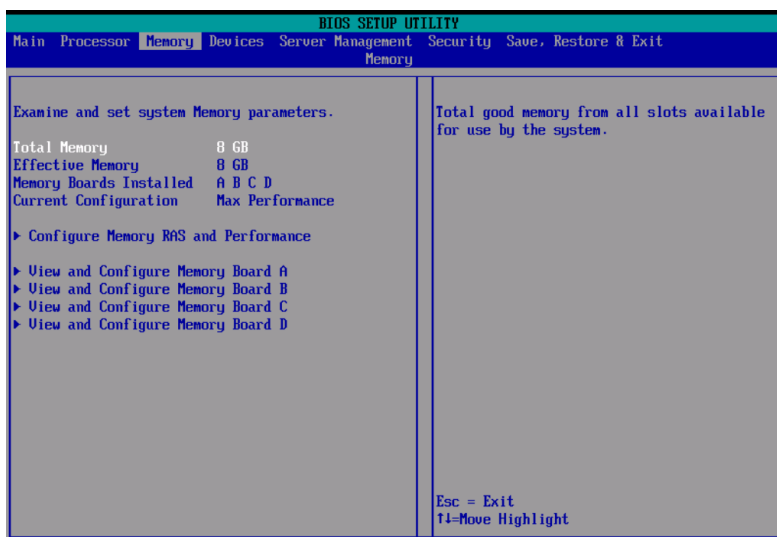 BIOS SETUP UTILITY
Main Processor Memory Devices Server Management Security Save, Restore & Exit
Memory
Examine and set system Memory parameters.
Total Memory 8 GB
Effective Memory 8 GB
Memory Boards Installed A B C D
Current Configuration Max Performance
▶ Configure Memory RAS and Performance
▶ View and Configure Memory Board A
▶ View and Configure Memory Board B
▶ View and Configure Memory Board C
▶ View and Configure Memory Board D
Total good memory from all slots available
for use by the system.
Esc = Exit
↑↓=Move Highlight